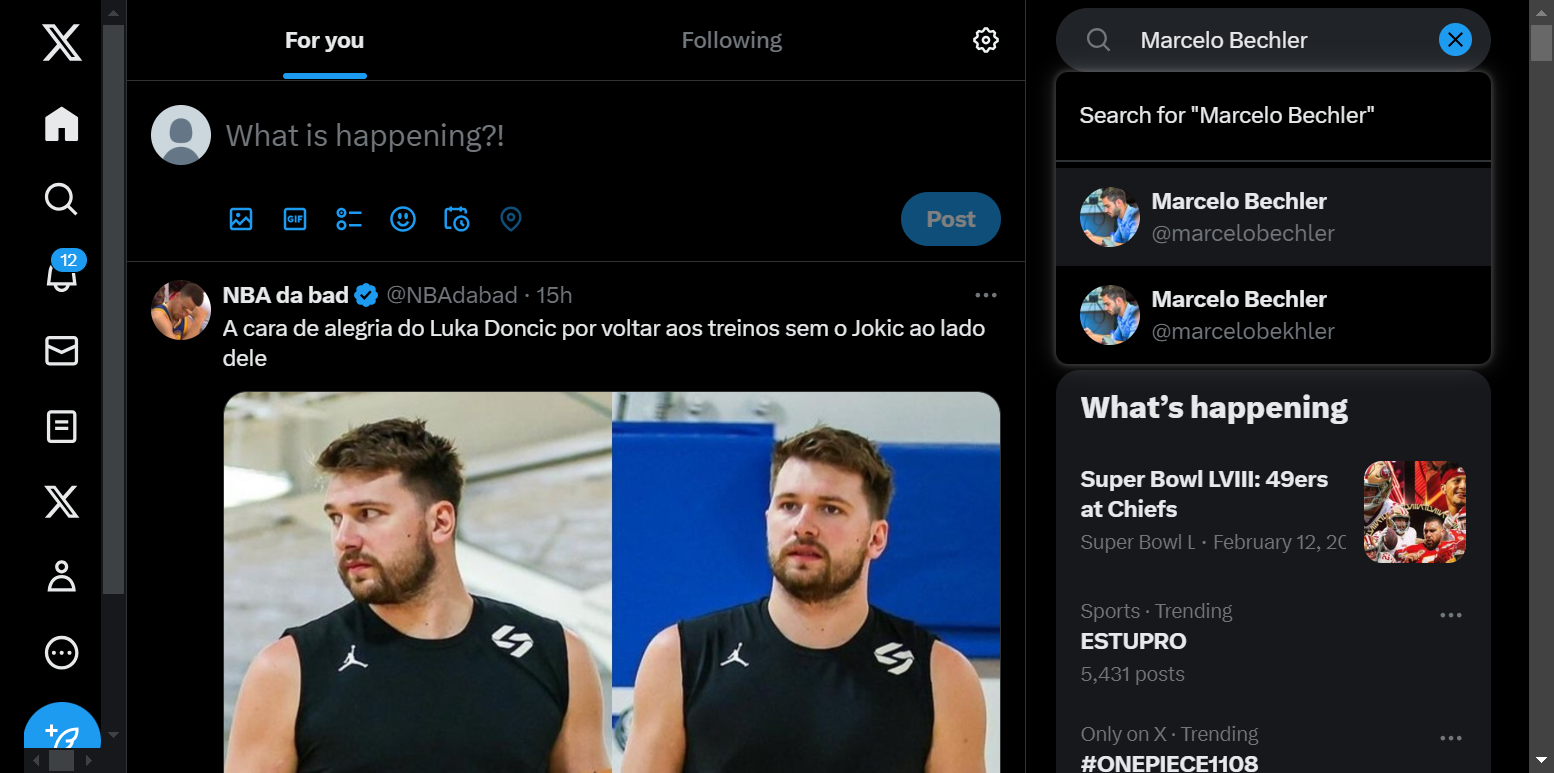 For you
Following
What is happening?!
GIF
Post
12
NBA da bad @NBAdabad · 15h
A cara de alegria do Luka Doncic por voltar aos treinos sem o Jokic ao lado
dele
Marcelo Bechler
Search for "Marcelo Bechler"
Marcelo Bechler
@marcelobechler
Marcelo Bechler
@marcelobekhler
What’s happening
Super Bowl LVIII: 49ers
at Chiefs
Super Bowl L · February 12, 20
Sports · Trending
ESTUPRO
5,431 posts
Only on X · Trending
#ONEPIECE1108